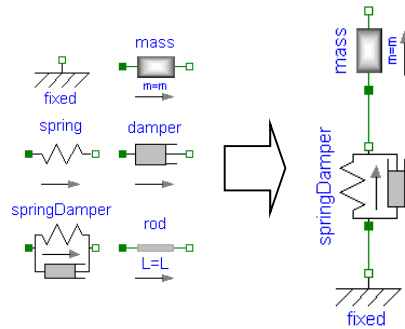 mass
m=m
fixed
spring
damper
springDamper
rod
L=L
mass
m=m
springDamper
fixed